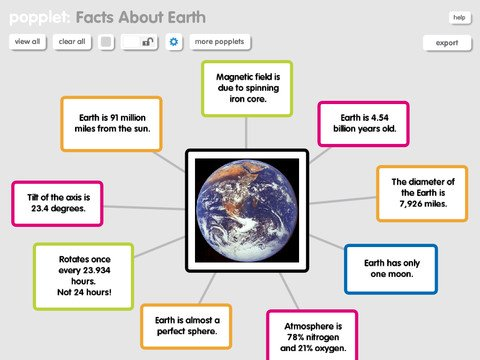 popplet: Facts About Earth
help
view all
clear all
more popplets
export
Magnetic field is
due to spinning
iron core.
Earth is 91 million
miles from the sun.
Earth is 4.54
billion years old.
Tilt of the axis is
23.4 degrees.
The diameter of
the Earth is
7,926 miles.
Rotates once
every 23.934
hours.
Not 24 hours!
Earth has only
one moon.
Earth is almost a
perfect sphere.
Atmosphere is
78% nitrogen
and 21% oxygen.